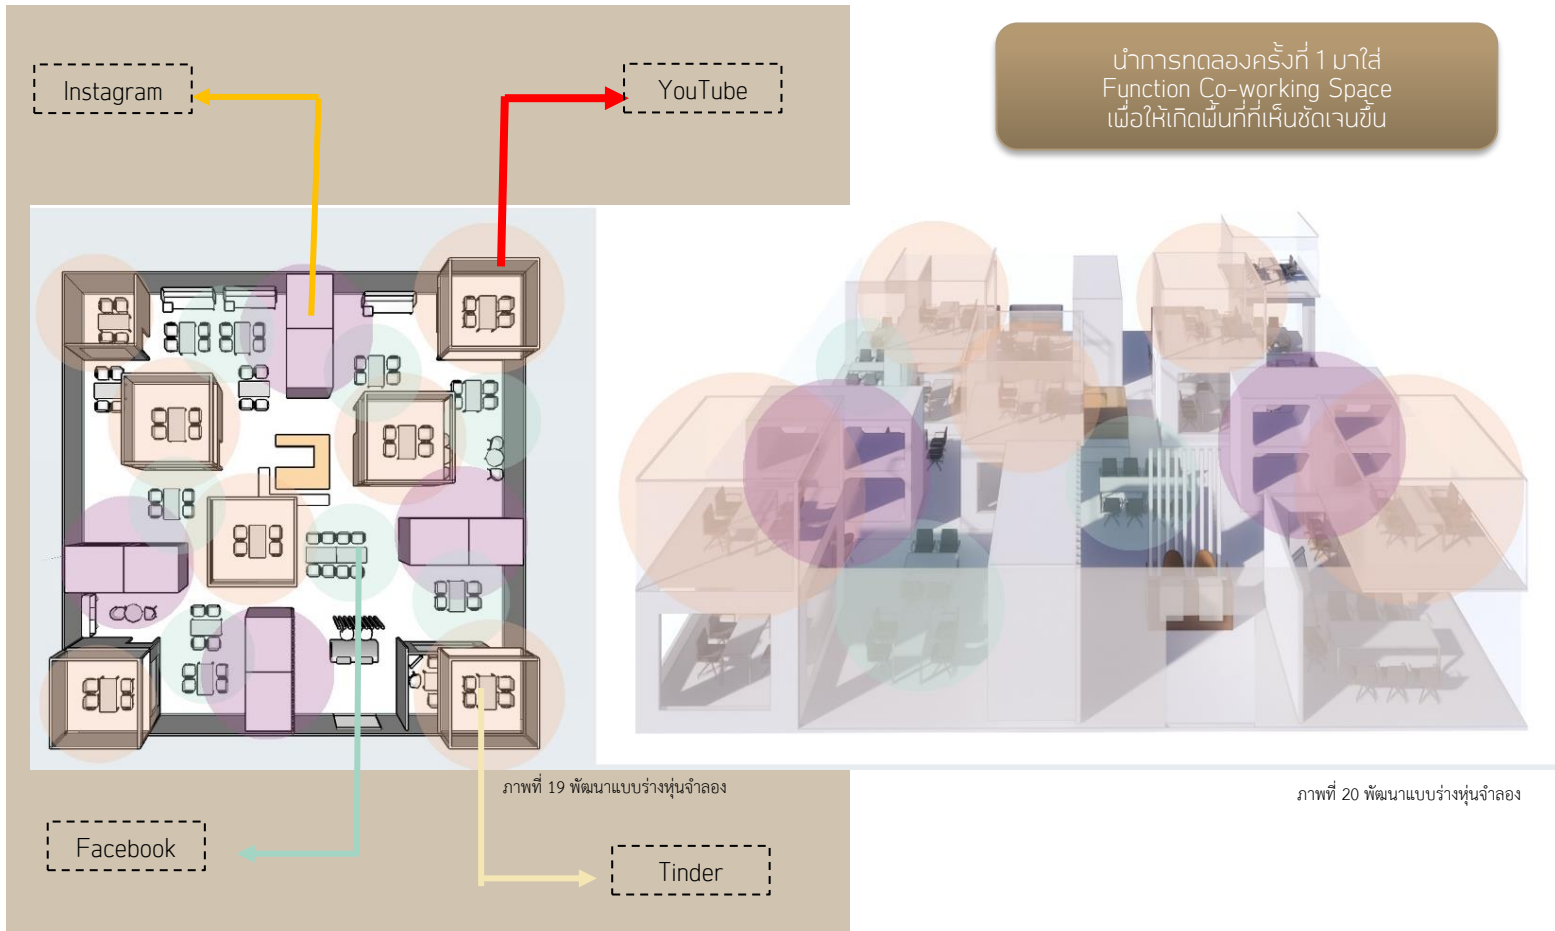 Instagram
YouTube
นำการทดลองครั้งที่ 1 มาใส่
Function Co-working Space
เพื่อให้เกิดพื้นที่ที่เห็นชัดเจนขึ้น
ภาพที่ 19 พัฒนาแบบร่างหุ่นจำลอง
ภาพที่ 20 พัฒนาแบบร่างหุ่นจำลอง
Facebook
Tinder